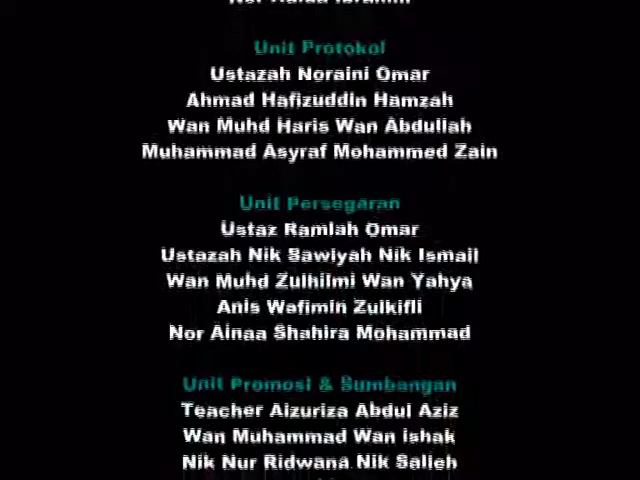 Unit Protokol
Ustazah Noraini Omar
Ahmad Hafizuddin Hamzah
Wan Muhd Haris Wan Abdullah
Muhammad Asyraf Mohammed Zain
Unit Persegaran
Ustaz Ramlah Omar
Ustazah Nik Sawiyah Nik Ismail
Wan Muhd Zulhilmi Wan Yahya
Anis Wafimin Zulkifli
Nor Ainaa Shahira Mohammad
Unit Promosi & Sumbangan
Teacher Aizuriza Abdul Aziz
Wan Muhammad Wan ishak
Nik Nur Ridwana Nik Salleh